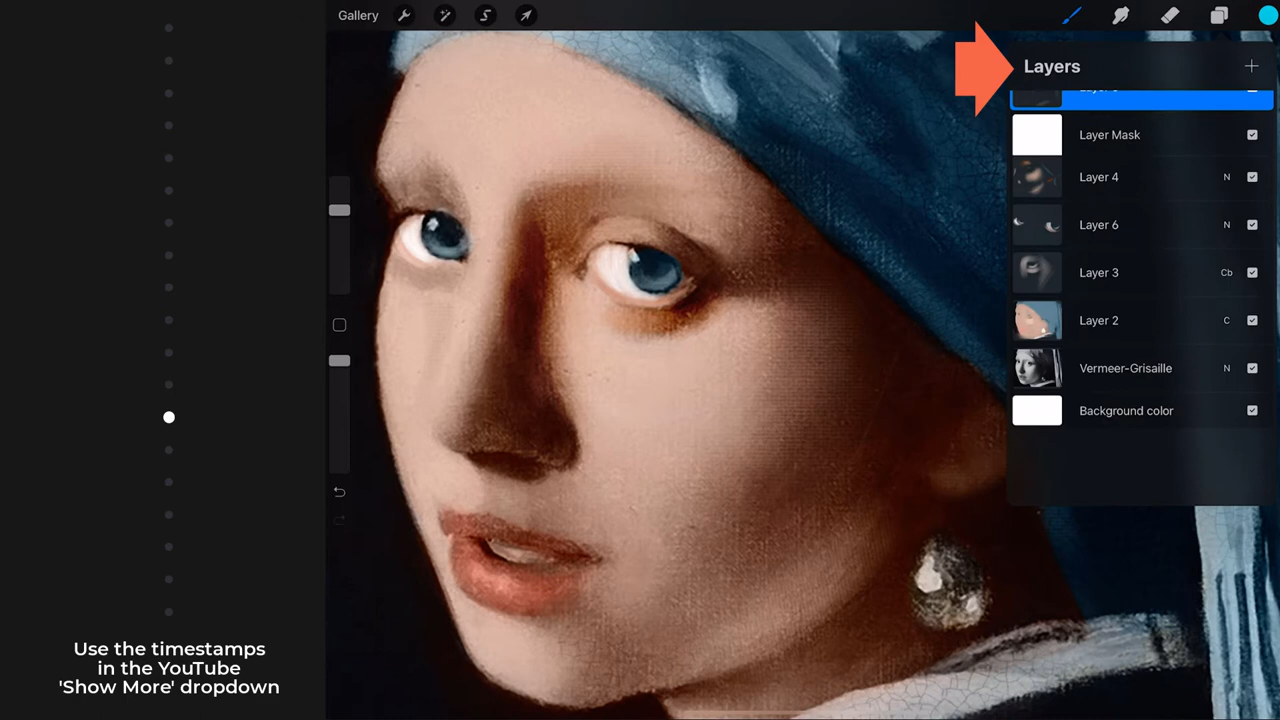 Gallery
Layers
Layer Mask
Layer 4 N
Layer 6 N
Layer 3 Cb
Layer 2 C
Vermeer-Grisaille N
Background color
Use the timestamps
in the YouTube
'Show More' dropdown